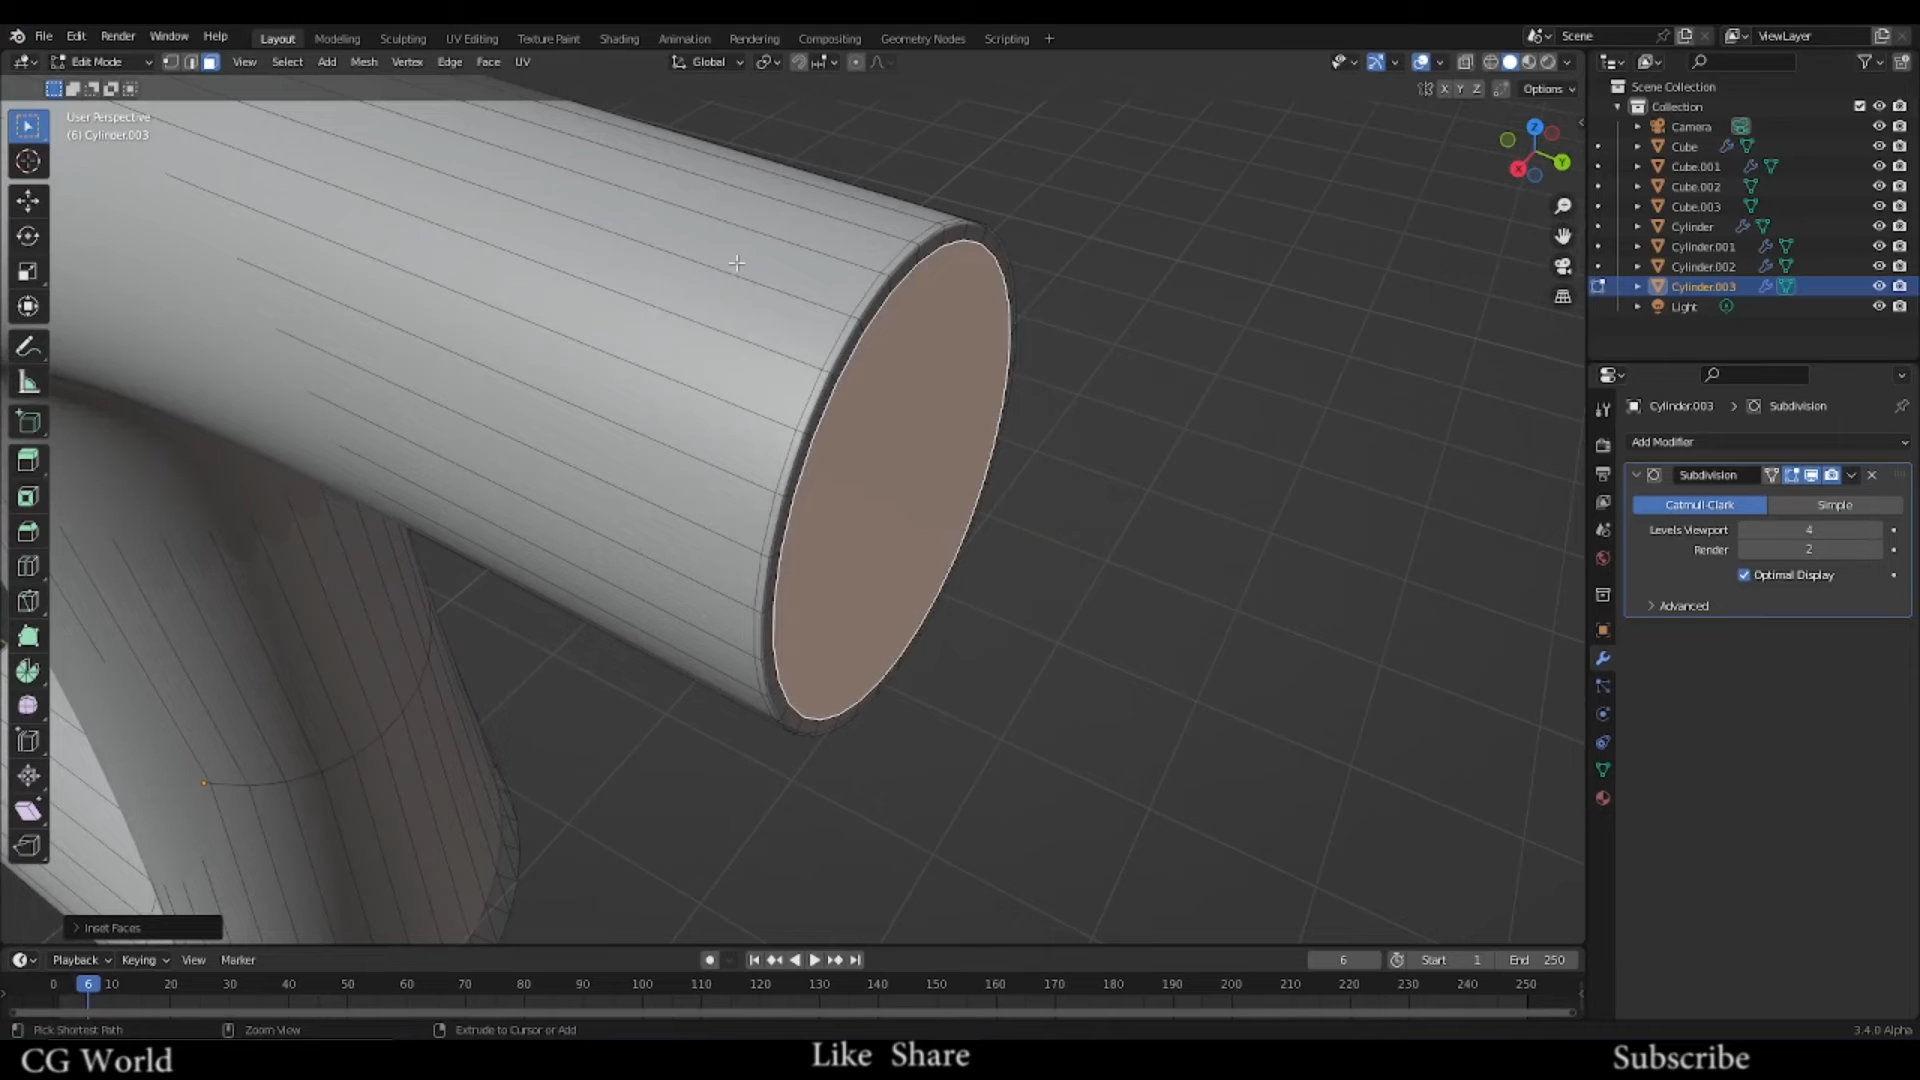 File Edit Render Window Help Layout Modeling Sculpting UV Editing Texture Paint Shading Animation Rendering Compositing Geometry Nodes Scripting + Scene ViewLayer
Edit Mode View Select Add Mesh Vertex Edge Face UV Global
X Y Z Options
User Perspective
(6) Cylinder.003
Z
Y
X
Scene Collection
Collection
Camera
Cube
Cube.001
Cube.002
Cube.003
Cylinder
Cylinder.001
Cylinder.002
Cylinder.003
Light
Cylinder.003 > Subdivision
Add Modifier
Subdivision
Catmull-Clark Simple
Levels Viewport 4
Render 2
Optimal Display
Advanced
Inset Faces
Playback Keying View Marker 6 Start 1 End 250
0 6 10 20 30 40 50 60 70 80 90 100 110 120 130 140 150 160 170 180 190 200 210 220 230 240 250
Pick Shortest Path Zoom View Extrude to Cursor or Add 3.4.0 Alpha
CG World Like Share Subscribe